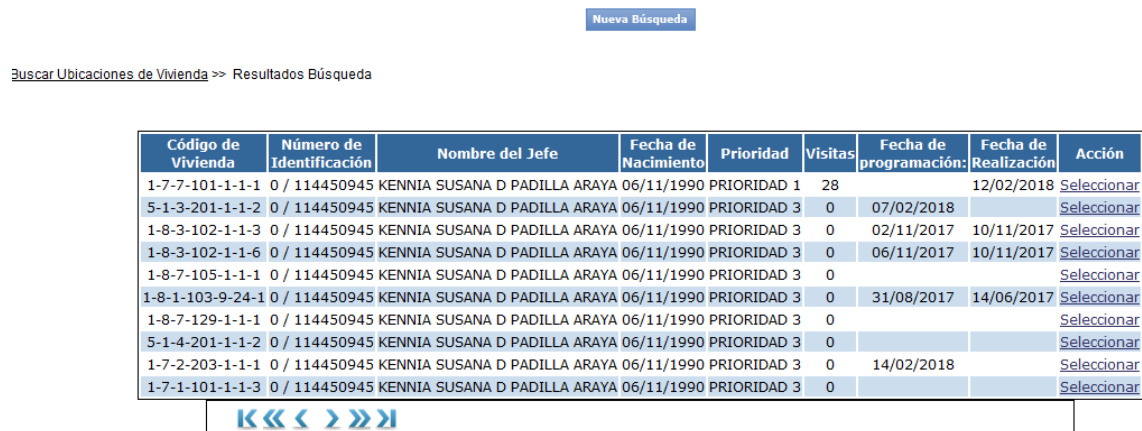 Nueva Búsqueda
Buscar Ubicaciones de Vivienda >> Resultados Búsqueda
Código de Vivienda Número de Identificación Nombre del Jefe Fecha de Nacimiento Prioridad Visitas Fecha de programación: Fecha de Realización Acción
1-7-7-101-1-1-1 0 / 114450945 KENNIA SUSANA D PADILLA ARAYA 06/11/1990 PRIORIDAD 1 28 12/02/2018 Seleccionar
5-1-3-201-1-1-2 0 / 114450945 KENNIA SUSANA D PADILLA ARAYA 06/11/1990 PRIORIDAD 3 0 07/02/2018 Seleccionar
1-8-3-102-1-1-3 0 / 114450945 KENNIA SUSANA D PADILLA ARAYA 06/11/1990 PRIORIDAD 3 0 02/11/2017 10/11/2017 Seleccionar
1-8-3-102-1-1-6 0 / 114450945 KENNIA SUSANA D PADILLA ARAYA 06/11/1990 PRIORIDAD 3 0 06/11/2017 10/11/2017 Seleccionar
1-8-7-105-1-1-1 0 / 114450945 KENNIA SUSANA D PADILLA ARAYA 06/11/1990 PRIORIDAD 3 0 Seleccionar
1-8-1-103-9-24-1 0 / 114450945 KENNIA SUSANA D PADILLA ARAYA 06/11/1990 PRIORIDAD 3 0 31/08/2017 14/06/2017 Seleccionar
1-8-7-129-1-1-1 0 / 114450945 KENNIA SUSANA D PADILLA ARAYA 06/11/1990 PRIORIDAD 3 0 Seleccionar
5-1-4-201-1-1-2 0 / 114450945 KENNIA SUSANA D PADILLA ARAYA 06/11/1990 PRIORIDAD 3 0 Seleccionar
1-7-2-203-1-1-1 0 / 114450945 KENNIA SUSANA D PADILLA ARAYA 06/11/1990 PRIORIDAD 3 0 14/02/2018 Seleccionar
1-7-1-101-1-1-3 0 / 114450945 KENNIA SUSANA D PADILLA ARAYA 06/11/1990 PRIORIDAD 3 0 Seleccionar